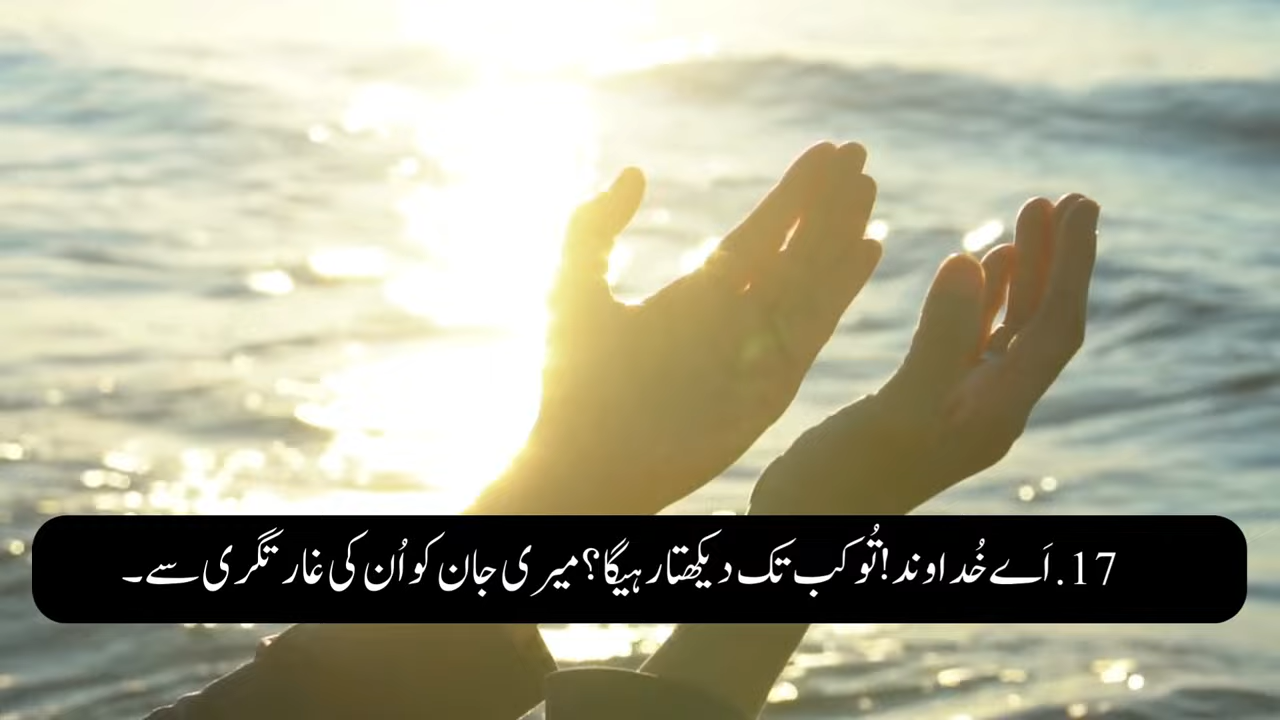 17. اَے خُداوند! تُو کب تک دیکھتا رہیگا؟ میری جان کو اُن کی غارتگری سے۔